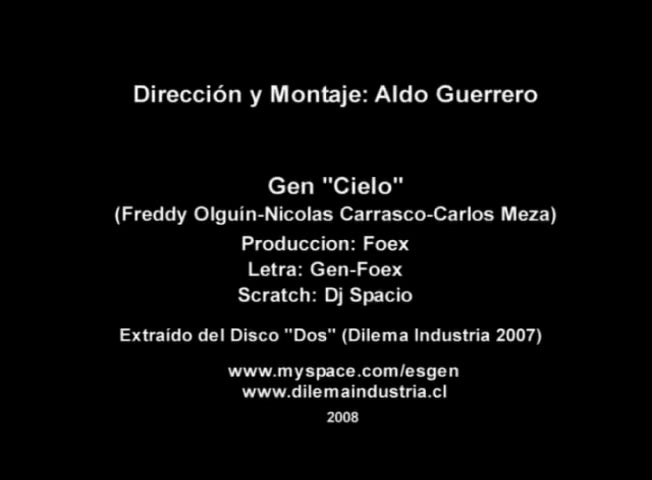 Dirección y Montaje: Aldo Guerrero
Gen "Cielo"
(Freddy Olguín-Nicolas Carrasco-Carlos Meza)
Produccion: Foex
Letra: Gen-Foex
Scratch: Dj Spacio
Extraído del Disco "Dos" (Dilema Industria 2007)
www.myspace.com/esgen
www.dilemaindustria.cl
2008